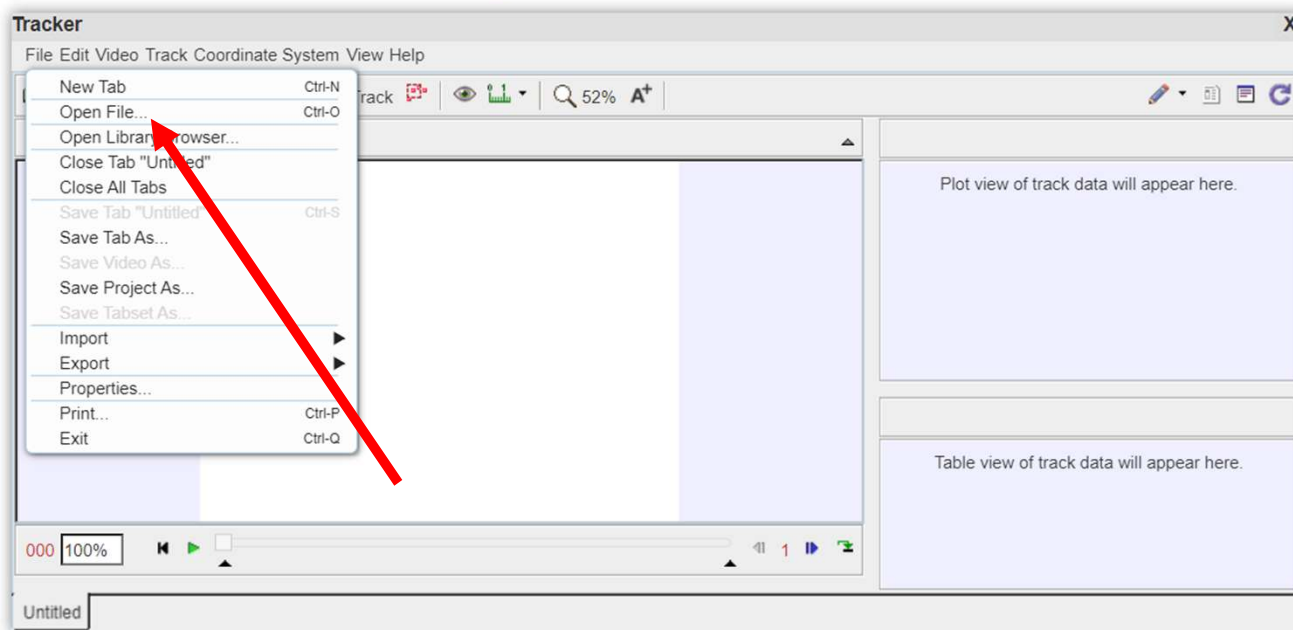 Tracker X
File Edit Video Track Coordinate System View Help
New Tab Ctrl-N
Open File... Ctrl-O
Open Library Browser...
Close Tab "Untitled"
Close All Tabs
Save Tab "Untitled" Ctrl-S
Save Tab As...
Save Video As...
Save Project As...
Save Tabset As...
Import
Export
Properties...
Print... Ctrl-P
Exit Ctrl-Q
52% A+
Plot view of track data will appear here.
Table view of track data will appear here.
000 100% 1
Untitled